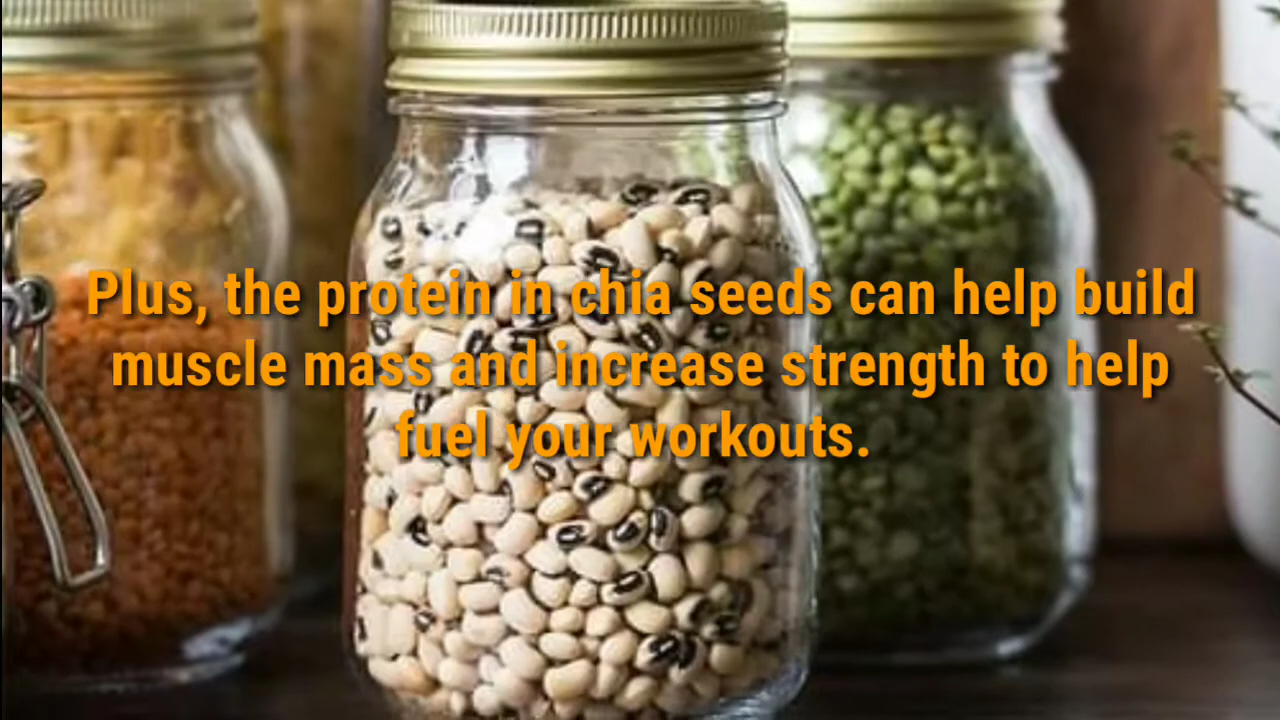 Plus, the protein in chia seeds can help build
muscle mass and increase strength to help
fuel your workouts.